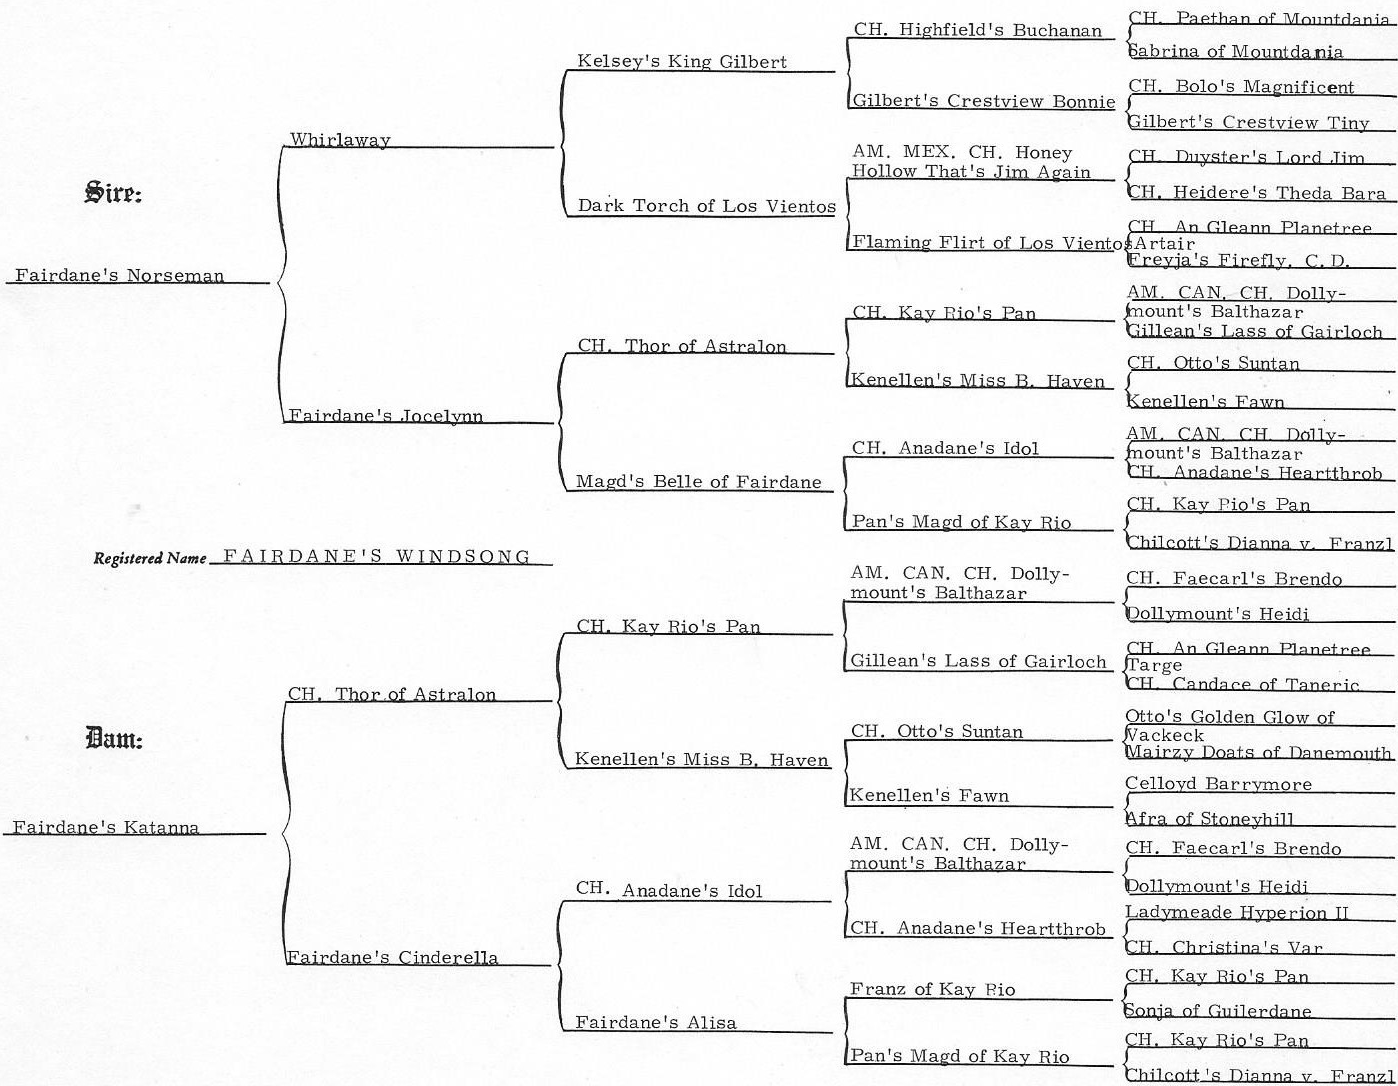 Sire:
Fairdane's Norseman
Whirlaway
Kelsey's King Gilbert
CH. Highfield's Buchanan
CH. Paethan of Mountdania
Sabrina of Mountdania
Gilbert's Crestview Bonnie
CH. Bolo's Magnificent
Gilbert's Crestview Tiny
Dark Torch of Los Vientos
AM. MEX. CH. Honey
Hollow That's Jim Again
CH. Duyster's Lord Jim
CH. Heidere's Theda Bara
Flaming Flirt of Los Vientos
CH. An Gleann Planetree
Artair
Freyja's Firefly, C.D.
Fairdane's Jocelynn
CH. Thor of Astralon
CH. Kay Rio's Pan
AM. CAN. CH. Dolly-
mount's Balthazar
Gillean's Lass of Gairloch
Kenellen's Miss B. Haven
CH. Otto's Suntan
Kenellen's Fawn
Magd's Belle of Fairdane
CH. Anadane's Idol
AM. CAN. CH. Dolly-
mount's Balthazar
CH. Anadane's Heartthrob
Pan's Magd of Kay Rio
CH. Kay Rio's Pan
Chilcott's Dianna v. Franzl
Registered Name FAIRDANE'S WINDSONG
Dam:
Fairdane's Katanna
CH. Thor of Astralon
CH. Kay Rio's Pan
AM. CAN. CH. Dolly-
mount's Balthazar
CH. Faecarl's Brendo
Dollymount's Heidi
Gillean's Lass of Gairloch
CH. An Gleann Planetree
Targe
CH. Candace of Taneric
Kenellen's Miss B. Haven
CH. Otto's Suntan
Otto's Golden Glow of
Vackeck
Mairzy Doats of Danemouth
Kenellen's Fawn
Celloyd Barrymore
Afra of Stoneyhill
Fairdane's Cinderella
CH. Anadane's Idol
AM. CAN. CH. Dolly-
mount's Balthazar
CH. Faecarl's Brendo
Dollymount's Heidi
CH. Anadane's Heartthrob
Ladymeade Hyperion II
CH. Christina's Var
Fairdane's Alisa
Franz of Kay Rio
CH. Kay Rio's Pan
Sonja of Guilerdane
Pan's Magd of Kay Rio
CH. Kay Rio's Pan
Chilcott's Dianna v. Franzl